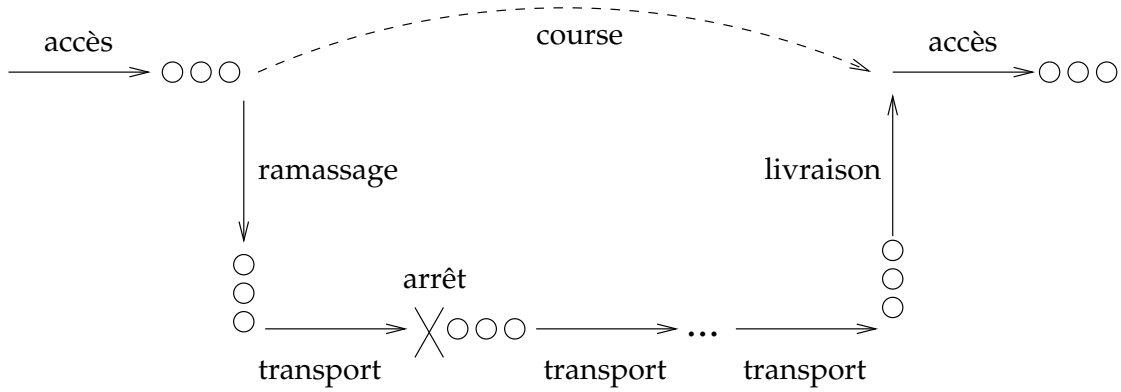 accès
course
accès
ramassage
livraison
arrêt
...
transport
transport
transport